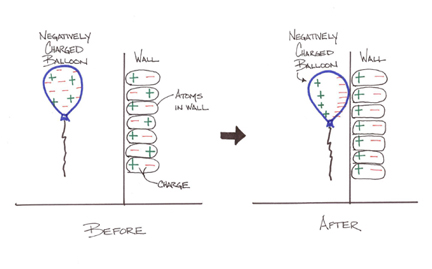 NEGATIVELY
CHARGED
BALLOON
WALL
ATOMS
IN WALL
CHARGE
BEFORE
NEGATIVELY
CHARGED
BALLOON
WALL
AFTER